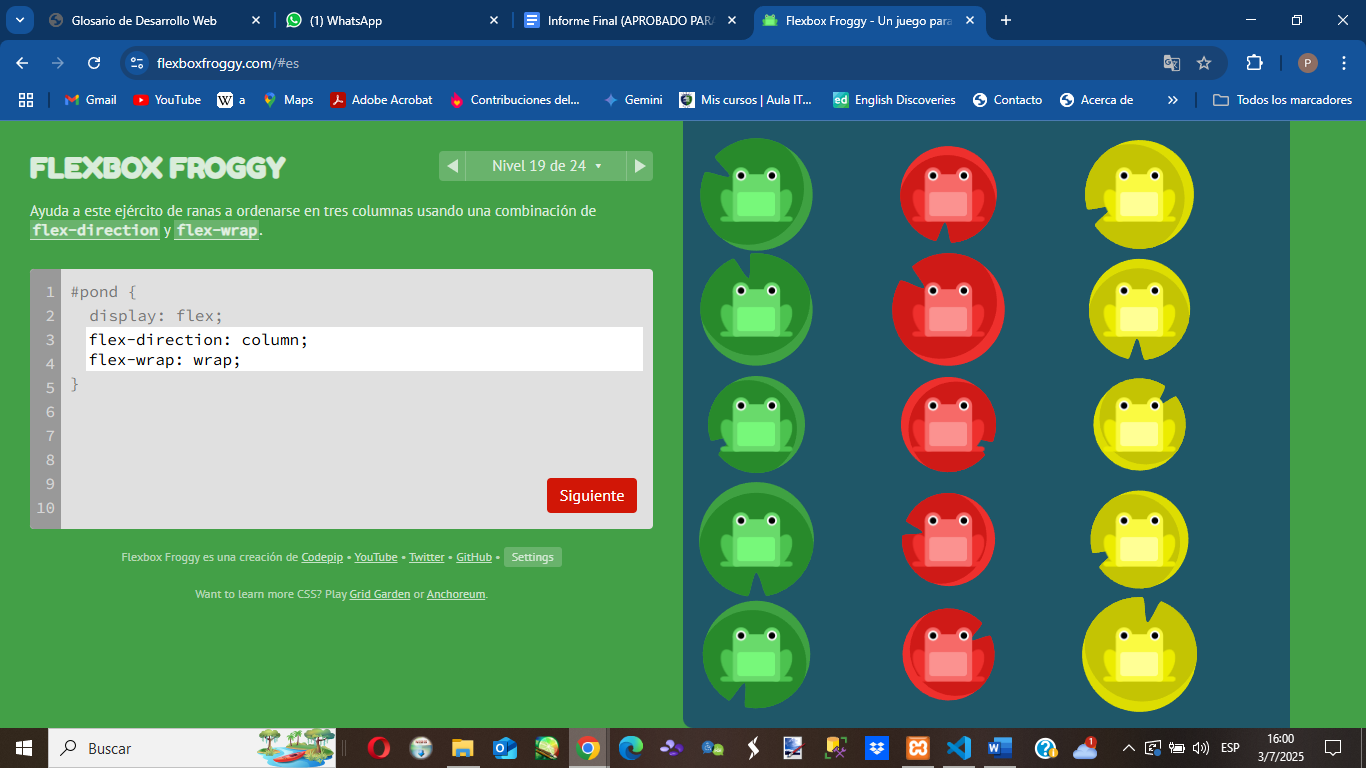 Glosario de Desarrollo Web
(1) WhatsApp
Informe Final (APROBADO PARA
Flexbox Froggy - Un juego para
flexboxfroggy.com/#es
P
Gmail
YouTube
W a
Maps
Adobe Acrobat
Contribuciones del...
Gemini
Mis cursos | Aula IT...
ed English Discoveries
Contacto
Acerca de
»
Todos los marcadores
FLEXBOX FROGGY
Nivel 19 de 24
Ayuda a este ejército de ranas a ordenarse en tres columnas usando una combinación de
flex-direction y flex-wrap.
1 #pond {
2 display: flex;
3 flex-direction: column;
4 flex-wrap: wrap;
5 }
6
7
8
9
10
Siguiente
Flexbox Froggy es una creación de Codepip • YouTube • Twitter • GitHub • Settings
Want to learn more CSS? Play Grid Garden or Anchoreum.
Buscar
1
ESP
16:00
3/7/2025